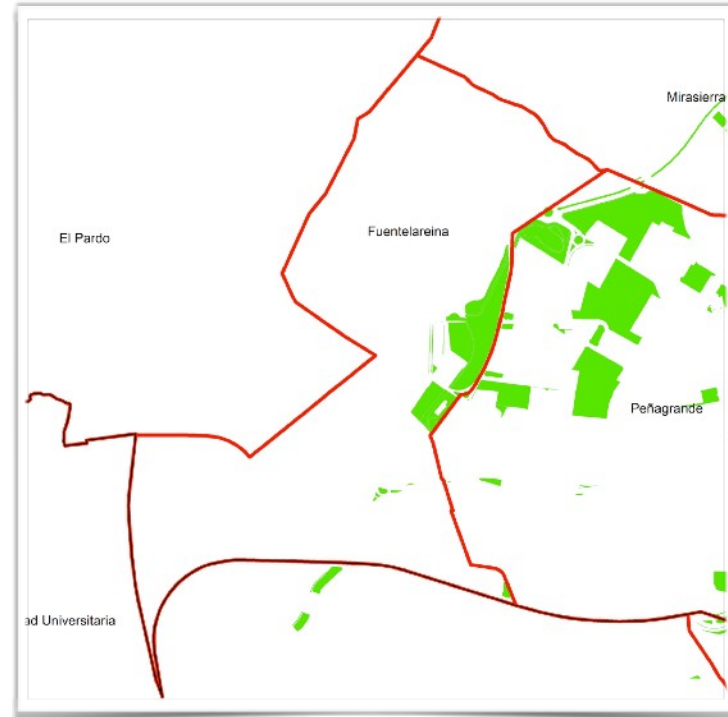 Mirasierra
El Pardo
Fuentelareina
Peñagrande
ad Universitaria